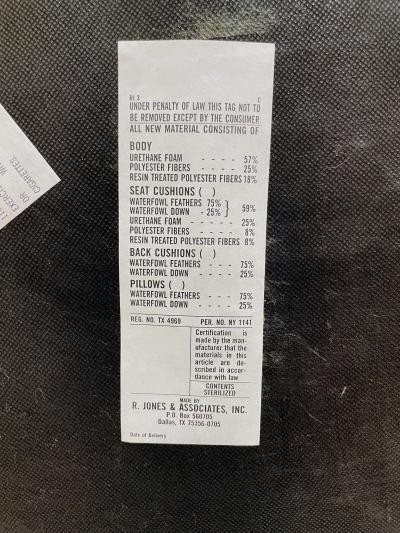 RI 3 C
UNDER PENALTY OF LAW THIS TAG NOT TO
BE REMOVED EXCEPT BY THE CONSUMER
ALL NEW MATERIAL CONSISTING OF
BODY
URETHANE FOAM - - - - 57%
POLYESTER FIBERS - - - - 25%
RESIN TREATED POLYESTER FIBERS 18%
SEAT CUSHIONS ( )
WATERFOWL FEATHERS 75% } 59%
WATERFOWL DOWN - 25%
URETHANE FOAM - - - - 25%
POLYESTER FIBERS - - - - 8%
RESIN TREATED POLYESTER FIBERS 8%
BACK CUSHIONS ( )
WATERFOWL FEATHERS - - - 75%
WATERFOWL DOWN - - - - 25%
PILLOWS ( )
WATERFOWL FEATHERS - - - 75%
WATERFOWL DOWN - - - - 25%
REG. NO. TX 4969 PER. NO. NY 1141
Certification is
made by the man-
ufacturer that the
materials in this
article are de-
scribed in accor-
dance with law
CONTENTS
STERILIZED
MADE BY
R. JONES & ASSOCIATES, INC.
P.O. Box 560705
Dallas, TX 75356-0705
Date of Delivery
CIGARETTES
OR
EXERCI